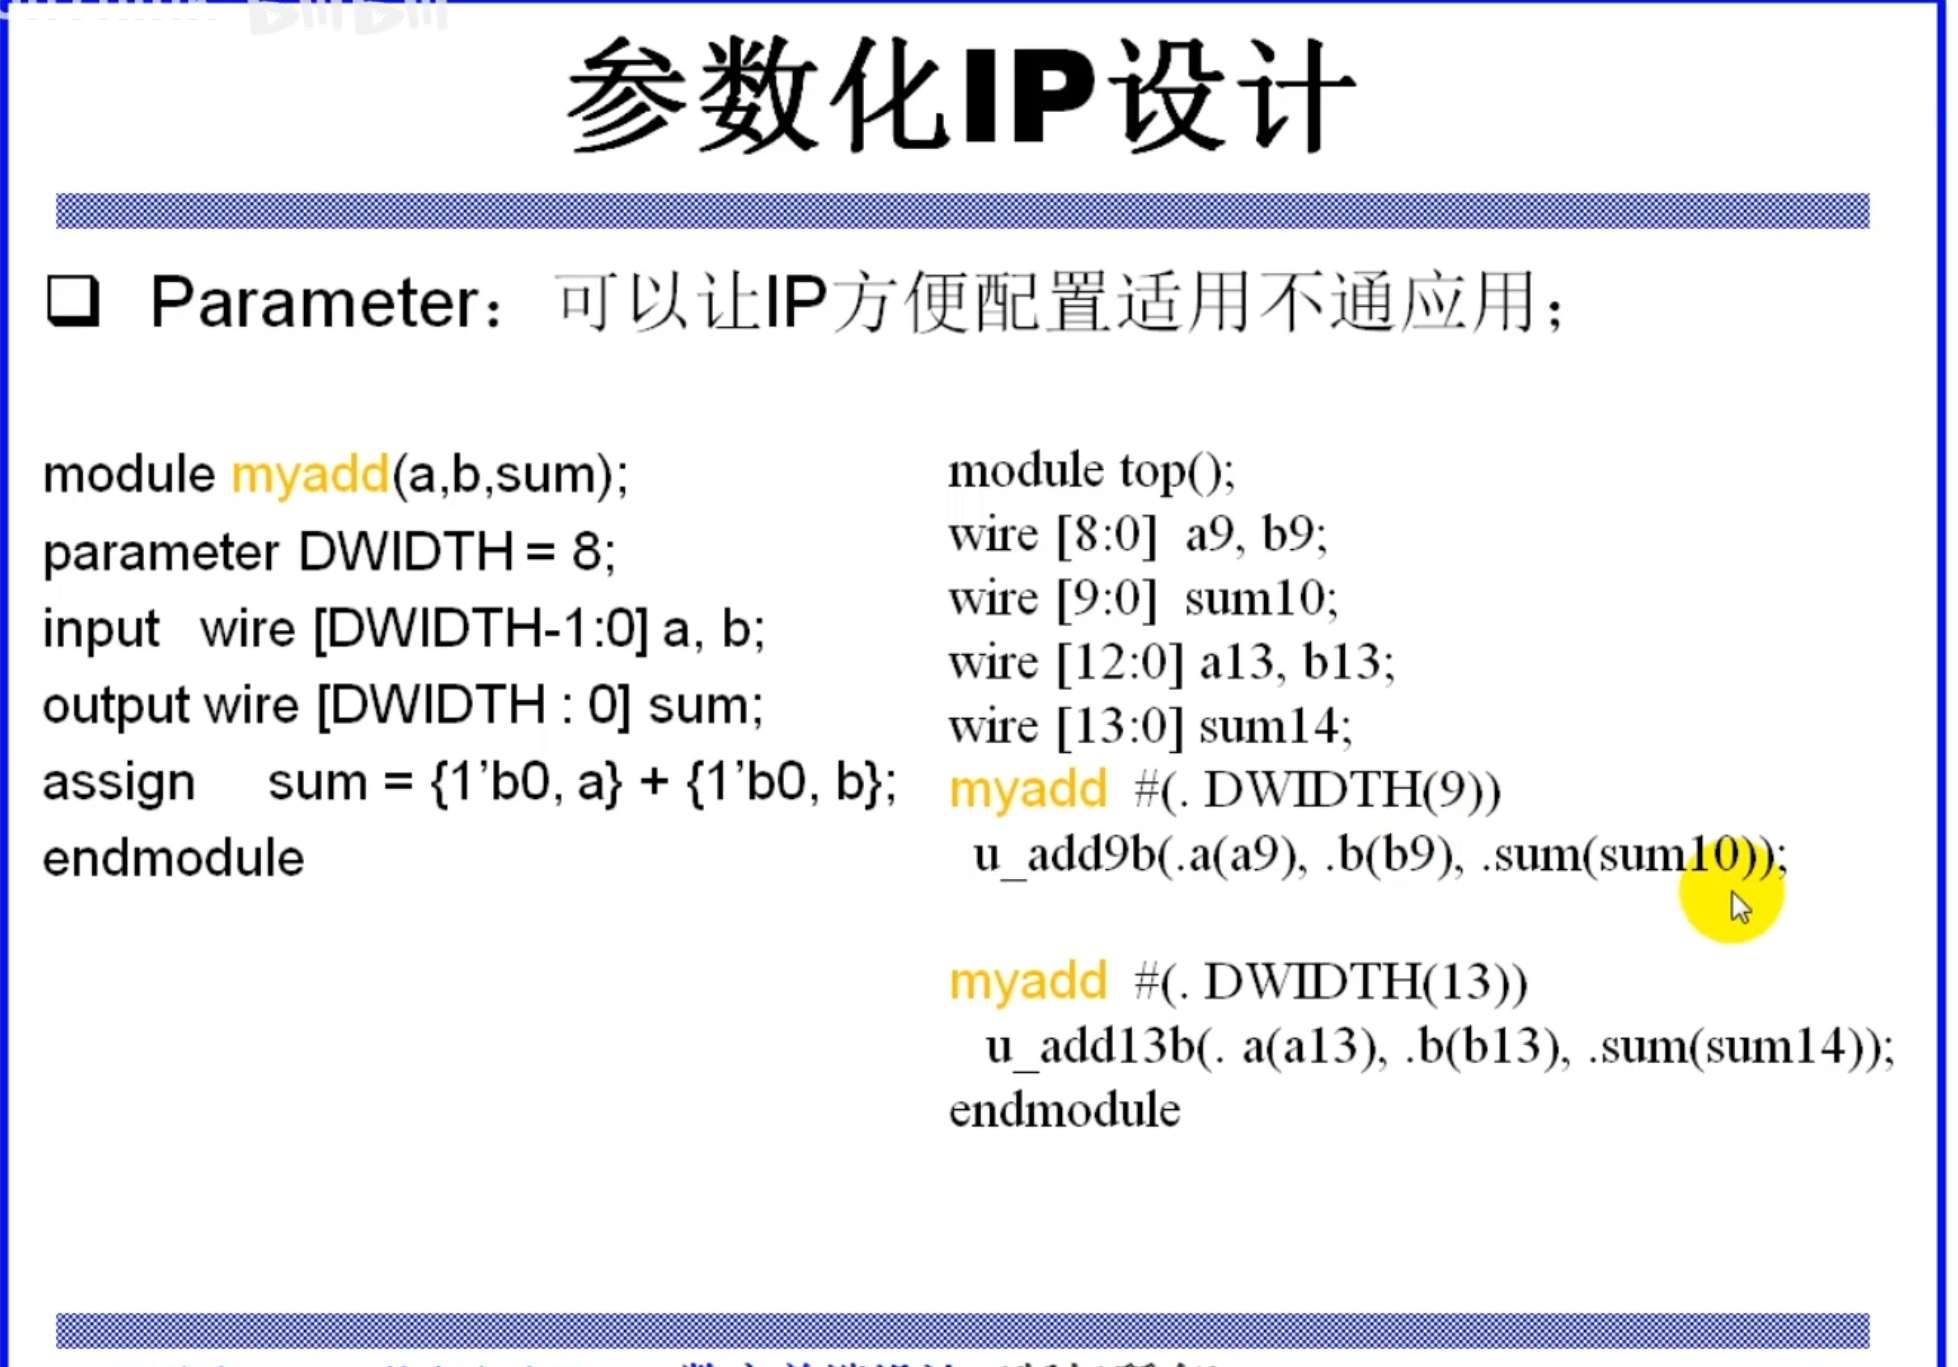 参数化IP设计
Parameter： 可以让IP方便配置适用不通应用；
module myadd(a,b,sum);
parameter DWIDTH = 8;
input wire [DWIDTH-1:0] a, b;
output wire [DWIDTH : 0] sum;
assign sum = {1’b0, a} + {1’b0, b};
endmodule
module top();
wire [8:0] a9, b9;
wire [9:0] sum10;
wire [12:0] a13, b13;
wire [13:0] sum14;
myadd #(. DWIDTH(9))
u_add9b(.a(a9), .b(b9), .sum(sum10));
myadd #(. DWIDTH(13))
u_add13b(. a(a13), .b(b13), .sum(sum14));
endmodule